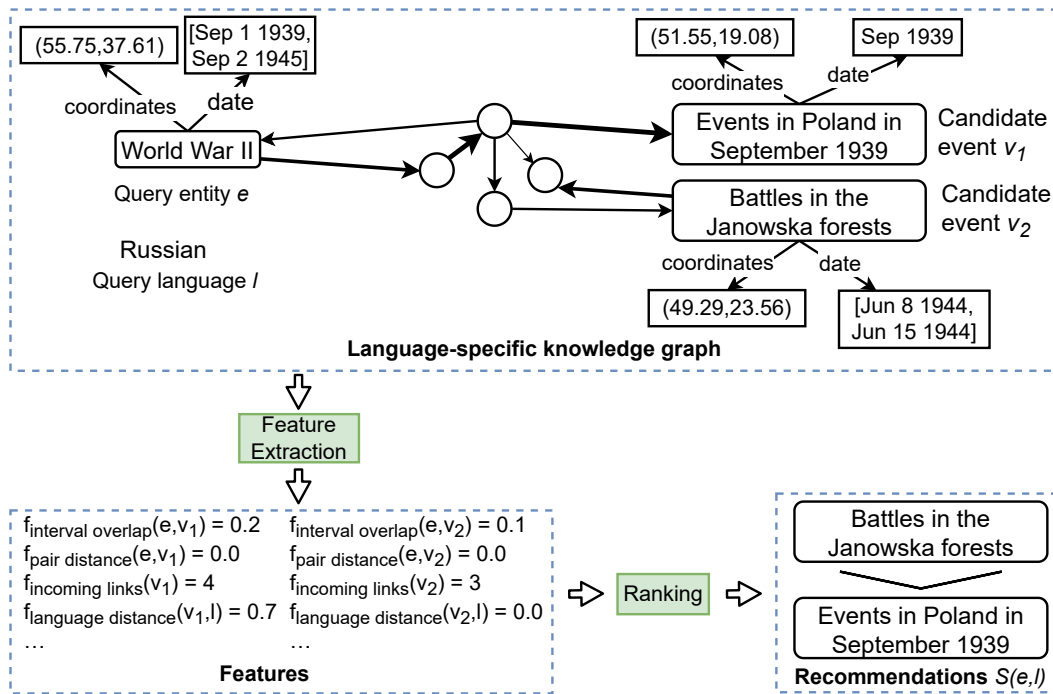 (55.75,37.61)
[Sep 1 1939,
Sep 2 1945]
coordinates
date
World War II
Query entity e
Russian
Query language l
(51.55,19.08)
Sep 1939
coordinates
date
Events in Poland in
September 1939
Candidate
event v1
Battles in the
Janowska forests
Candidate
event v2
coordinates
date
(49.29,23.56)
[Jun 8 1944,
Jun 15 1944]
Language-specific knowledge graph
Feature
Extraction
finterval overlap(e,v1) = 0.2
fpair distance(e,v1) = 0.0
fincoming links(v1) = 4
flanguage distance(v1,l) = 0.7
…
finterval overlap(e,v2) = 0.1
fpair distance(e,v2) = 0.0
fincoming links(v2) = 3
flanguage distance(v2,l) = 0.0
…
Features
Ranking
Battles in the
Janowska forests
Events in Poland in
September 1939
Recommendations S(e,l)